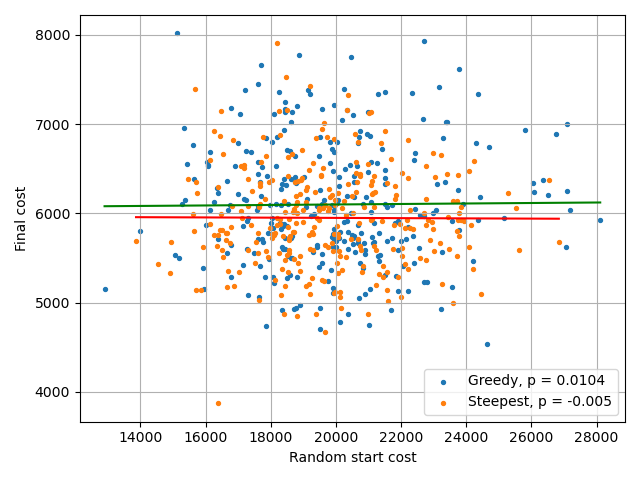 8000
7000
6000
5000
4000
Final cost
Greedy, p = 0.0104
Steepest, p = -0.005
14000 16000 18000 20000 22000 24000 26000 28000
Random start cost